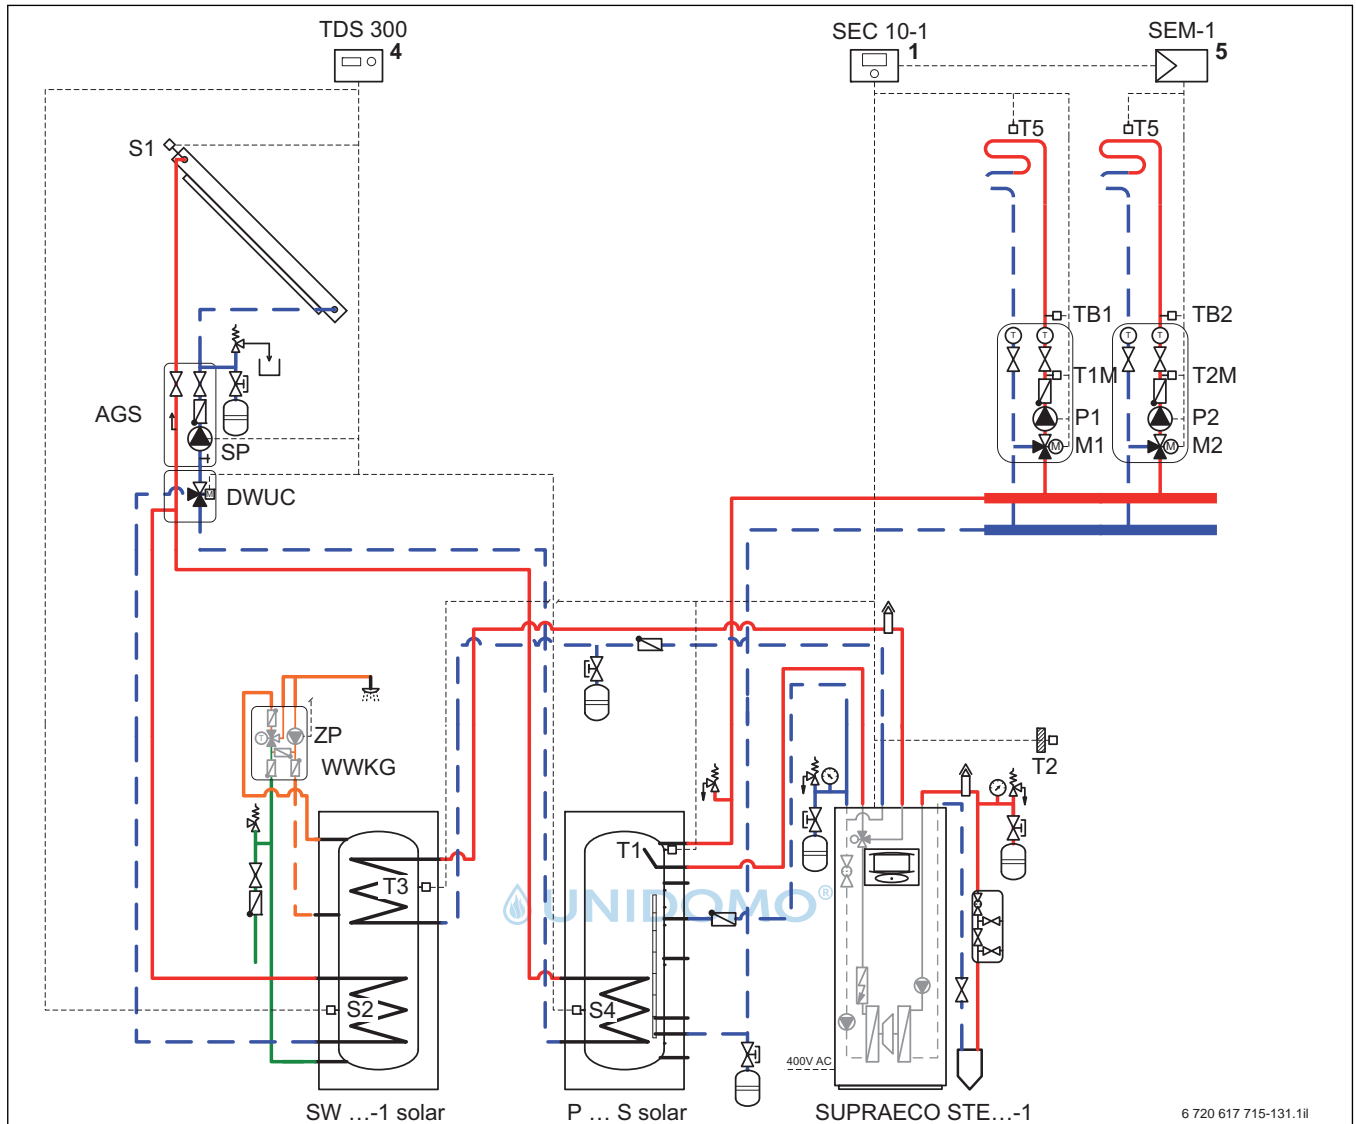 TDS 300
4
SEC 10-1
1
SEM-1
5
S1
T5
T5
TB1
TB2
T
T
T
T
T1M
T2M
AGS
P1
P2
SP
M
M1
M
M2
M
DWUC
ZP
T
WWKG
T2
T1
T3
UNIDOMO®
S2
S4
400V AC
SW ...-1 solar
P ... S solar
SUPRAECO STE...-1
6 720 617 715-131.1il